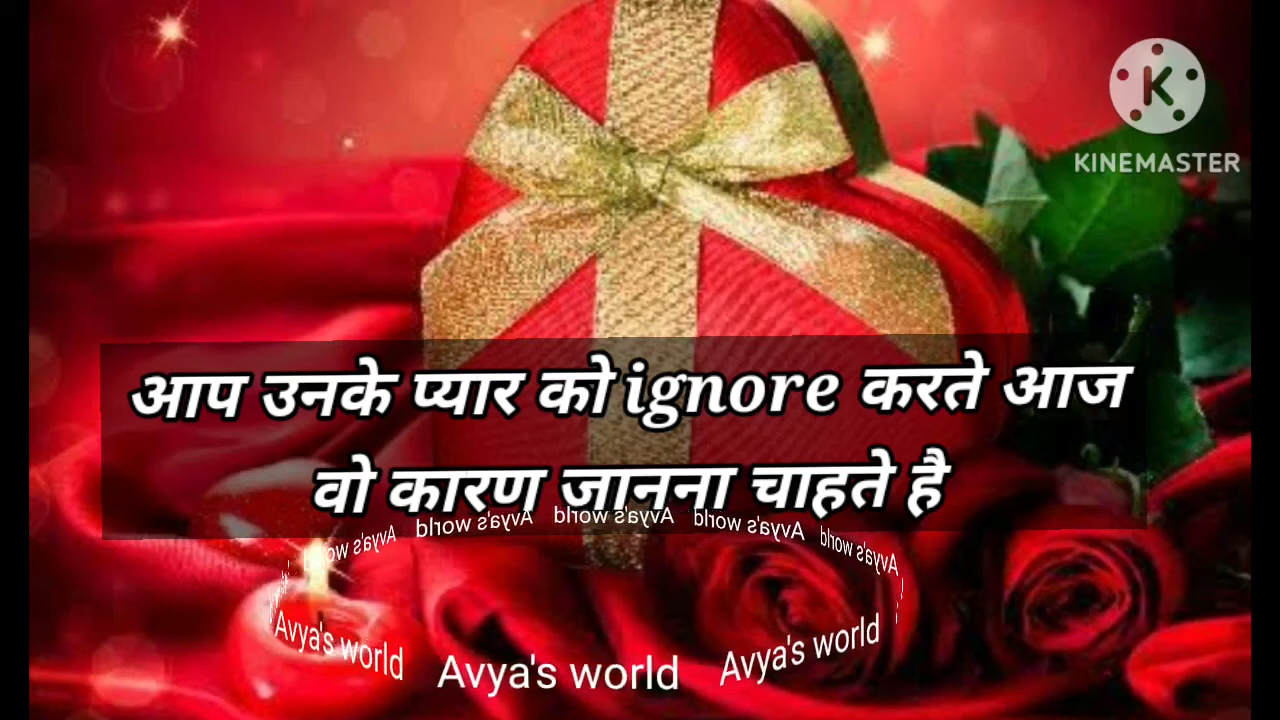 KINEMASTER
आप उनके प्यार को ignore करते आज
वो कारण जानना चाहते है
Avya's world Avya's world Avya's world Avya's world Avya's world
Avya's world Avya's world Avya's world